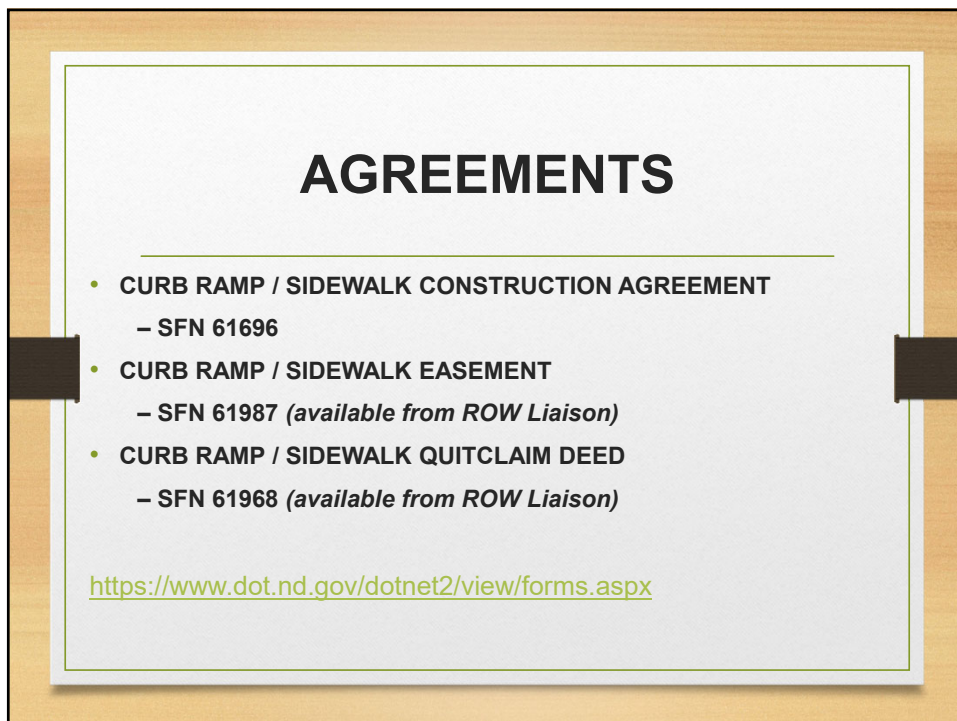 AGREEMENTS
• CURB RAMP / SIDEWALK CONSTRUCTION AGREEMENT
– SFN 61696
• CURB RAMP / SIDEWALK EASEMENT
– SFN 61987 (available from ROW Liaison)
• CURB RAMP / SIDEWALK QUITCLAIM DEED
– SFN 61968 (available from ROW Liaison)
https://www.dot.nd.gov/dotnet2/view/forms.aspx